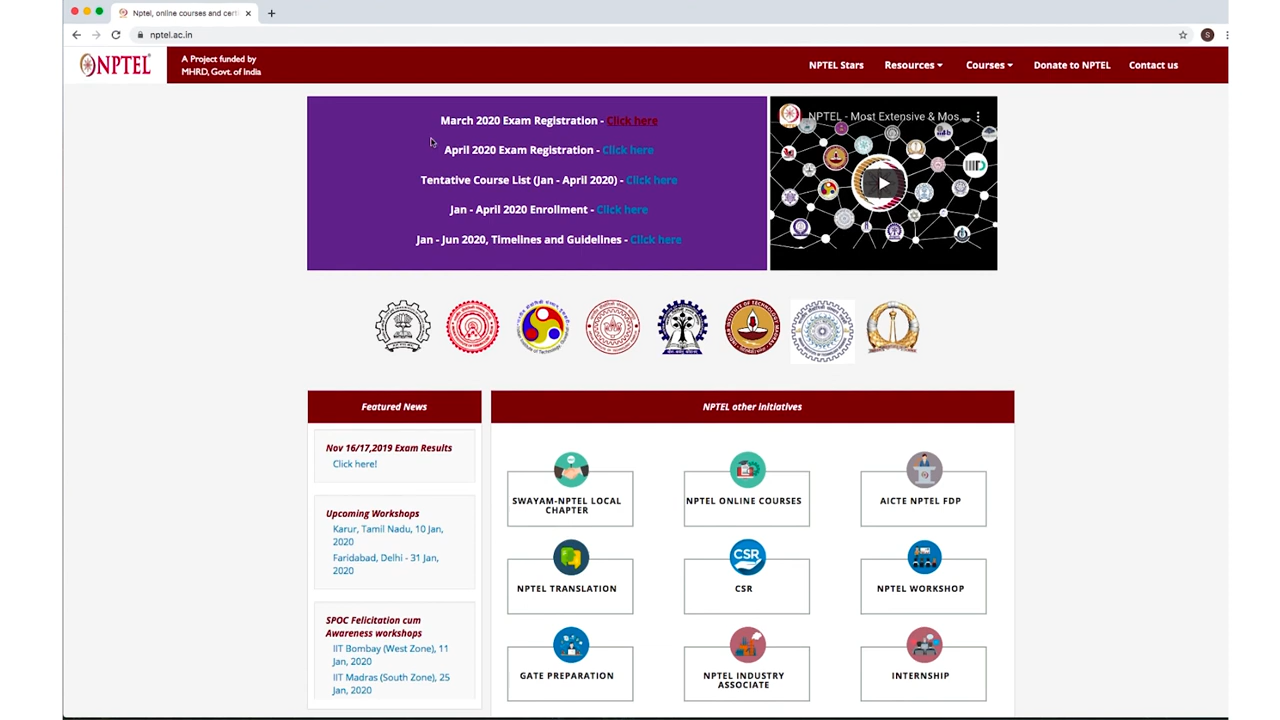 Nptel, online courses and certi
nptel.ac.in
S
NPTEL
A Project funded by
MHRD, Govt. of India
NPTEL Stars
Resources
Courses
Donate to NPTEL
Contact us
March 2020 Exam Registration - Click here
April 2020 Exam Registration - Click here
Tentative Course List (Jan - April 2020) - Click here
Jan - April 2020 Enrollment - Click here
Jan - Jun 2020, Timelines and Guidelines - Click here
NPTEL - Most Extensive & Mos...
Featured News
Nov 16/17,2019 Exam Results
Click here!
Upcoming Workshops
Karur, Tamil Nadu, 10 Jan,
2020
Faridabad, Delhi - 31 Jan,
2020
SPOC Felicitation cum
Awareness workshops
IIT Bombay (West Zone), 11
Jan, 2020
IIT Madras (South Zone), 25
Jan, 2020
NPTEL other initiatives
SWAYAM-NPTEL LOCAL
CHAPTER
NPTEL ONLINE COURSES
AICTE NPTEL FDP
NPTEL TRANSLATION
CSR
CSR
NPTEL WORKSHOP
GATE PREPARATION
NPTEL INDUSTRY
ASSOCIATE
INTERNSHIP